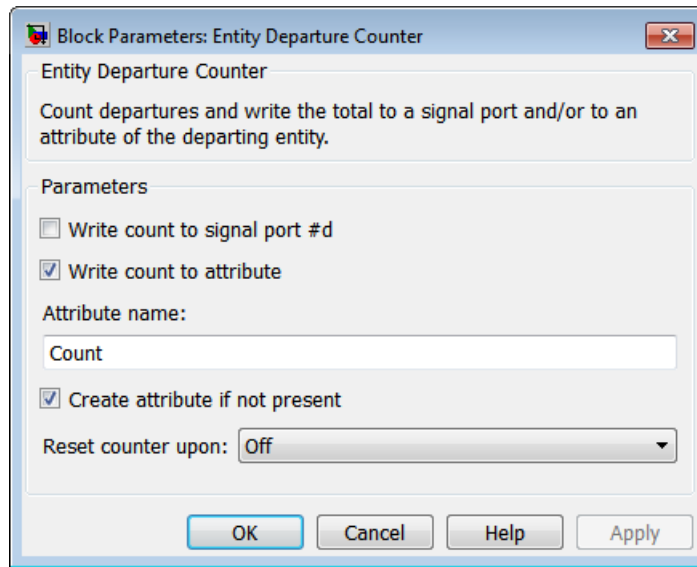 Block Parameters: Entity Departure Counter
Entity Departure Counter
Count departures and write the total to a signal port and/or to an
attribute of the departing entity.
Parameters
Write count to signal port #d
Write count to attribute
Attribute name:
Count
Create attribute if not present
Reset counter upon: Off
OK Cancel Help Apply